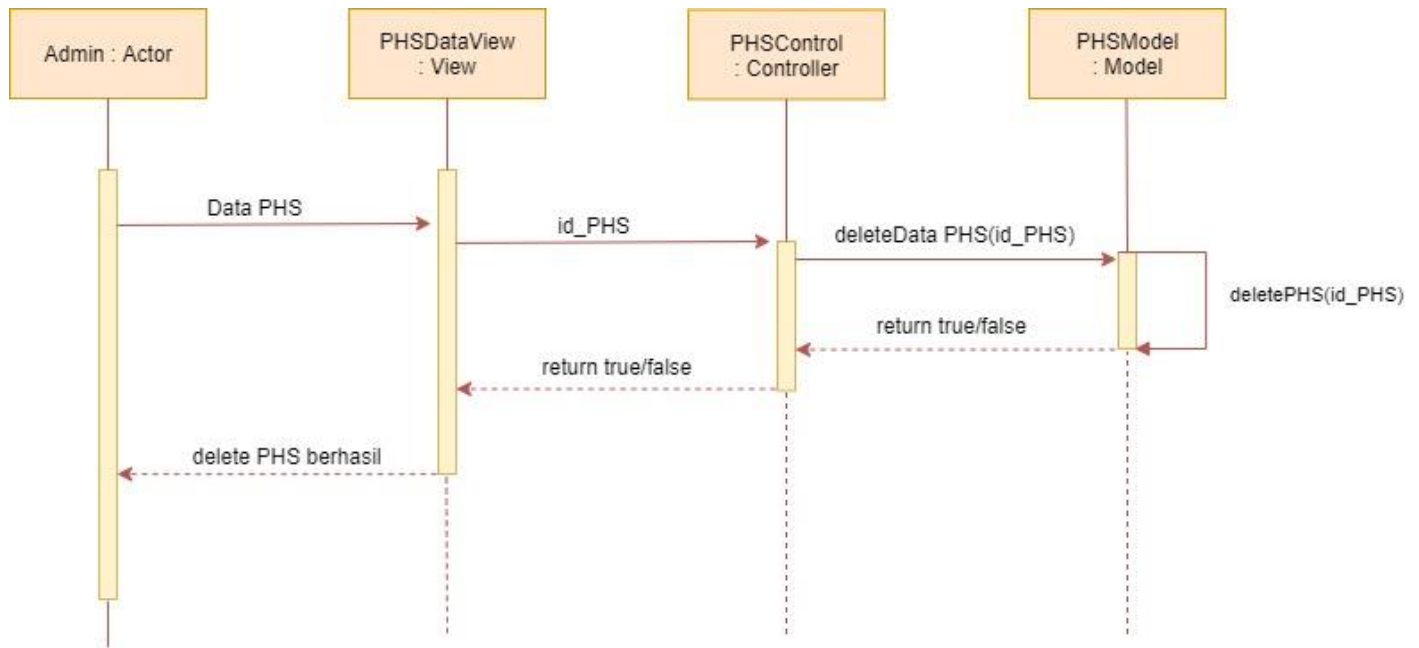 Admin : Actor
PHSDataView
: View
PHSControl
: Controller
PHSModel
: Model
Data PHS
id_PHS
deleteData PHS(id_PHS)
deletePHS(id_PHS)
return true/false
return true/false
delete PHS berhasil